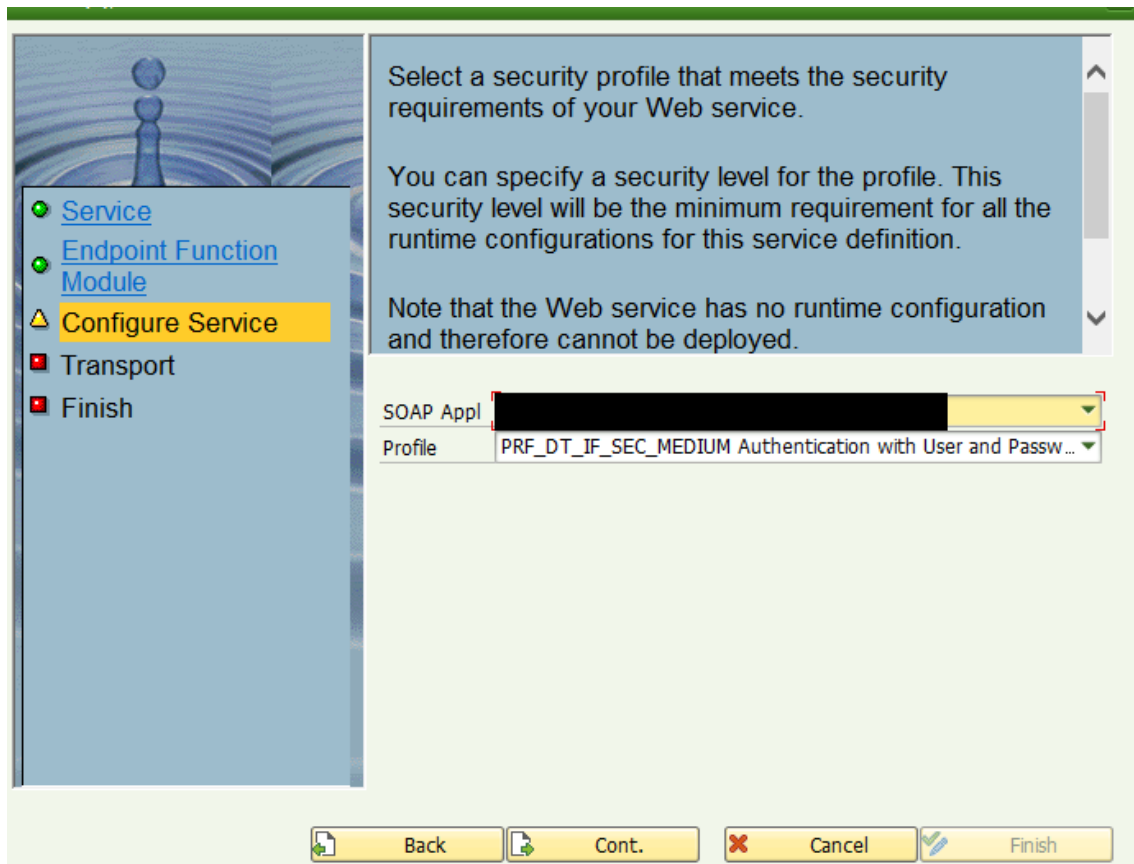 Service
Endpoint Function
Module
Configure Service
Transport
Finish
Select a security profile that meets the security
requirements of your Web service.
You can specify a security level for the profile. This
security level will be the minimum requirement for all the
runtime configurations for this service definition.
Note that the Web service has no runtime configuration
and therefore cannot be deployed.
SOAP Appl
Profile PRF_DT_IF_SEC_MEDIUM Authentication with User and Passw...
Back Cont. Cancel Finish